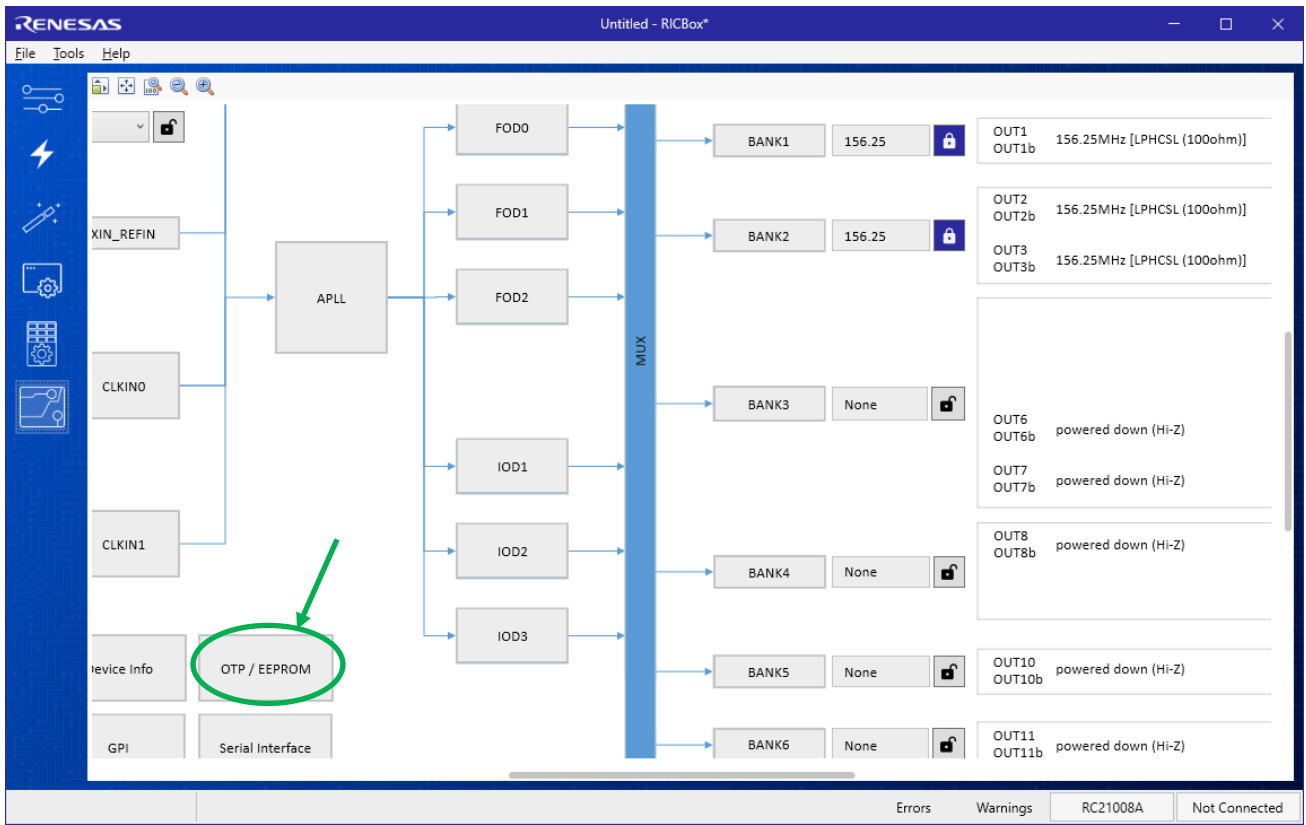 RENESAS
Untitled - RICBox*
File Tools Help
FOD0
FOD1
FOD2
IOD1
IOD2
IOD3
XIN_REFIN
APLL
CLKIN0
CLKIN1
Device Info
OTP / EEPROM
GPI
Serial Interface
MUX
BANK1 156.25
OUT1
OUT1b
156.25MHz [LPHCSL (100ohm)]
BANK2 156.25
OUT2
OUT2b
156.25MHz [LPHCSL (100ohm)]
OUT3
OUT3b
156.25MHz [LPHCSL (100ohm)]
BANK3 None
OUT6
OUT6b
powered down (Hi-Z)
OUT7
OUT7b
powered down (Hi-Z)
BANK4 None
OUT8
OUT8b
powered down (Hi-Z)
BANK5 None
OUT10
OUT10b
powered down (Hi-Z)
BANK6 None
OUT11
OUT11b
powered down (Hi-Z)
Errors Warnings RC21008A Not Connected